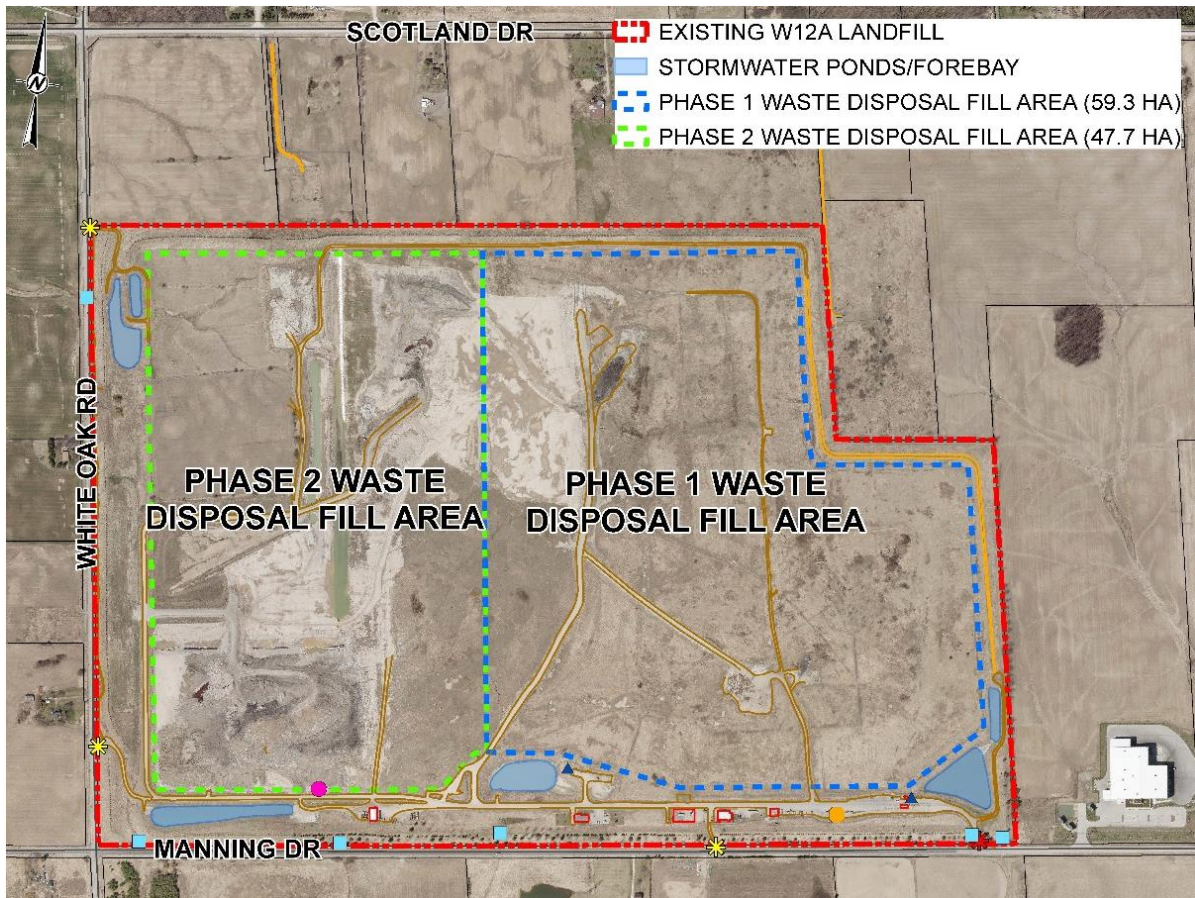 SCOTLAND DR
EXISTING W12A LANDFILL
STORMWATER PONDS/FOREBAY
PHASE 1 WASTE DISPOSAL FILL AREA (59.3 HA)
PHASE 2 WASTE DISPOSAL FILL AREA (47.7 HA)
N
WHITE OAK RD
PHASE 2 WASTE
DISPOSAL FILL AREA
PHASE 1 WASTE
DISPOSAL FILL AREA
MANNING DR